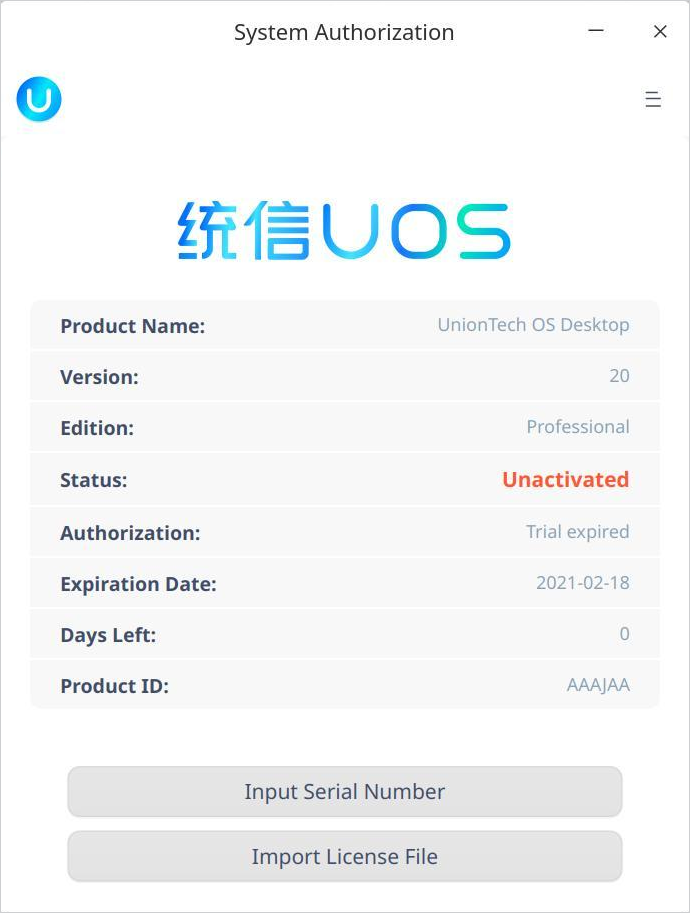 System Authorization
统信UOS
Product Name: UnionTech OS Desktop
Version: 20
Edition: Professional
Status: Unactivated
Authorization: Trial expired
Expiration Date: 2021-02-18
Days Left: 0
Product ID: AAAJAA
Input Serial Number
Import License File